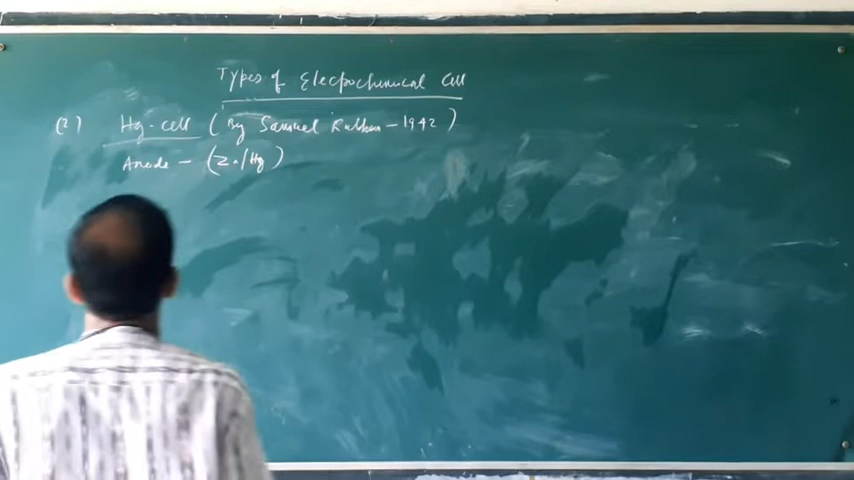 Types of Electrochemical Cell
(2) Hg-cell (By Samuel Ruben - 1942)
Anode - (Zn/Hg)